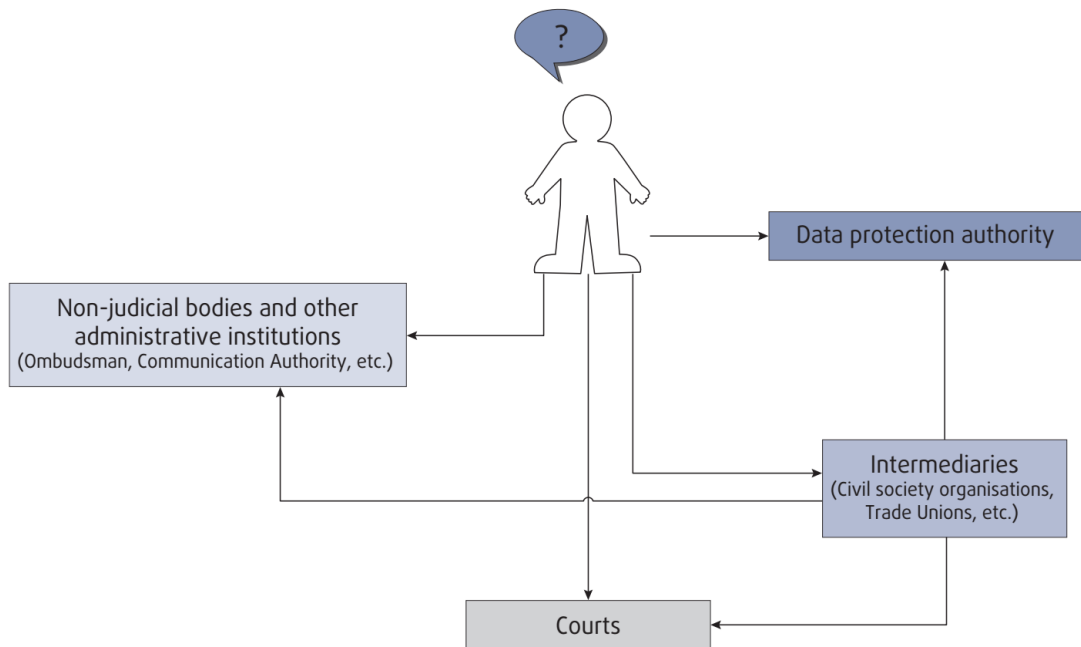 ?
Data protection authority
Non-judicial bodies and other
administrative institutions
(Ombudsman, Communication Authority, etc.)
Intermediaries
(Civil society organisations,
Trade Unions, etc.)
Courts